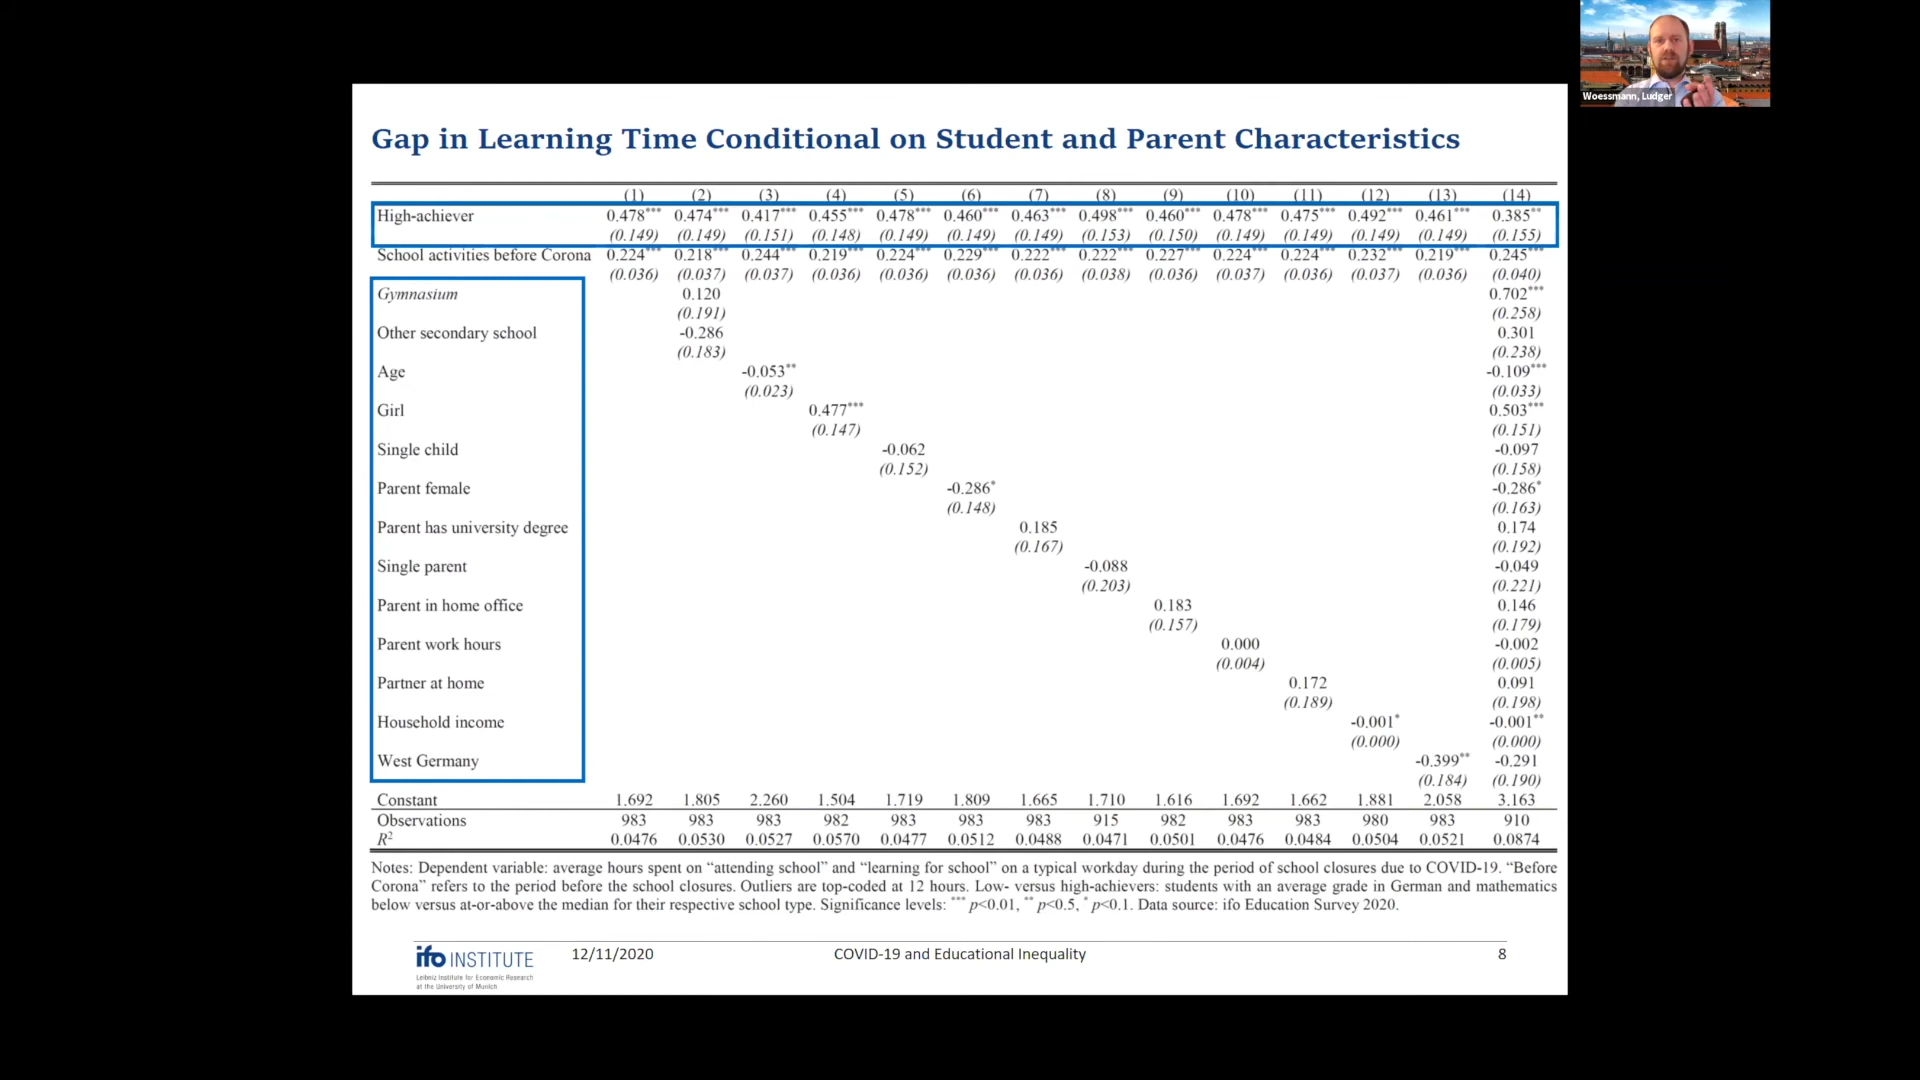 Woessmann, Ludger
Gap in Learning Time Conditional on Student and Parent Characteristics
(1) (2) (3) (4) (5) (6) (7) (8) (9) (10) (11) (12) (13) (14)
High-achiever 0.478*** 0.474*** 0.417*** 0.455*** 0.478*** 0.460*** 0.463*** 0.498*** 0.460*** 0.478*** 0.475*** 0.492*** 0.461*** 0.385**
(0.149) (0.149) (0.151) (0.148) (0.149) (0.149) (0.149) (0.153) (0.150) (0.149) (0.149) (0.149) (0.149) (0.155)
School activities before Corona 0.224*** 0.218*** 0.244*** 0.219*** 0.224*** 0.229*** 0.222*** 0.222*** 0.227*** 0.224*** 0.224*** 0.232*** 0.219*** 0.245***
(0.036) (0.037) (0.037) (0.036) (0.036) (0.036) (0.036) (0.038) (0.036) (0.037) (0.036) (0.037) (0.036) (0.040)
Gymnasium 0.120 0.702***
(0.191) (0.258)
Other secondary school -0.286 0.301
(0.183) (0.238)
Age -0.053** -0.109***
(0.023) (0.033)
Girl 0.477*** 0.503***
(0.147) (0.151)
Single child -0.062 -0.097
(0.152) (0.158)
Parent female -0.286* -0.286*
(0.148) (0.163)
Parent has university degree 0.185 0.174
(0.167) (0.192)
Single parent -0.088 -0.049
(0.203) (0.221)
Parent in home office 0.183 0.146
(0.157) (0.179)
Parent work hours 0.000 -0.002
(0.004) (0.005)
Partner at home 0.172 0.091
(0.189) (0.198)
Household income -0.001* -0.001**
(0.000) (0.000)
West Germany -0.399** -0.291
(0.184) (0.190)
Constant 1.692 1.805 2.260 1.504 1.719 1.809 1.665 1.710 1.616 1.692 1.662 1.881 2.058 3.163
Observations 983 983 983 982 983 983 983 915 982 983 983 980 983 910
R² 0.0476 0.0530 0.0527 0.0570 0.0477 0.0512 0.0488 0.0471 0.0501 0.0476 0.0484 0.0504 0.0521 0.0874
Notes: Dependent variable: average hours spent on “attending school” and “learning for school” on a typical workday during the period of school closures due to COVID-19. “Before
Corona” refers to the period before the school closures. Outliers are top-coded at 12 hours. Low- versus high-achievers: students with an average grade in German and mathematics
below versus at-or-above the median for their respective school type. Significance levels: *** p<0.01, ** p<0.5, * p<0.1. Data source: ifo Education Survey 2020.
ifo INSTITUTE 12/11/2020 COVID-19 and Educational Inequality 8
Leibniz Institute for Economic Research
at the University of Munich